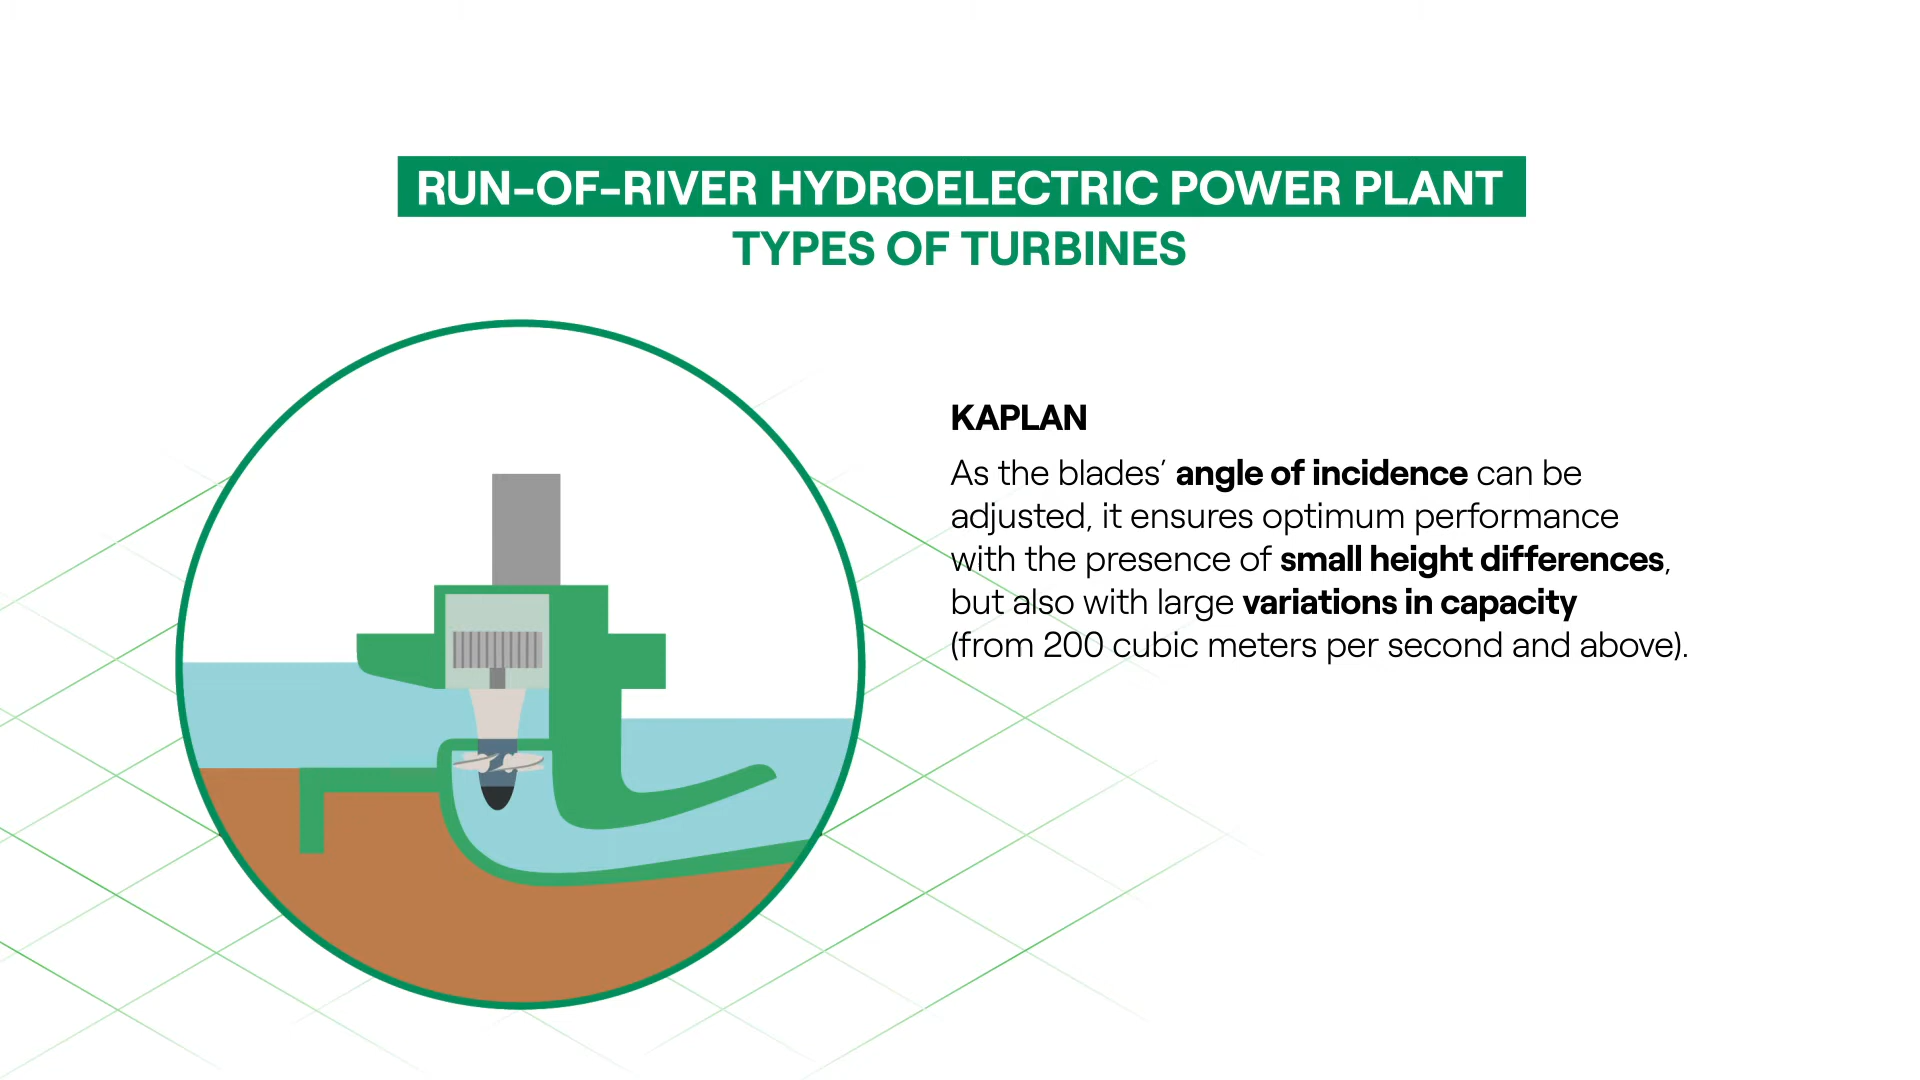 RUN-OF-RIVER HYDROELECTRIC POWER PLANT
TYPES OF TURBINES
KAPLAN
As the blades’ angle of incidence can be
adjusted, it ensures optimum performance
with the presence of small height differences,
but also with large variations in capacity
(from 200 cubic meters per second and above).